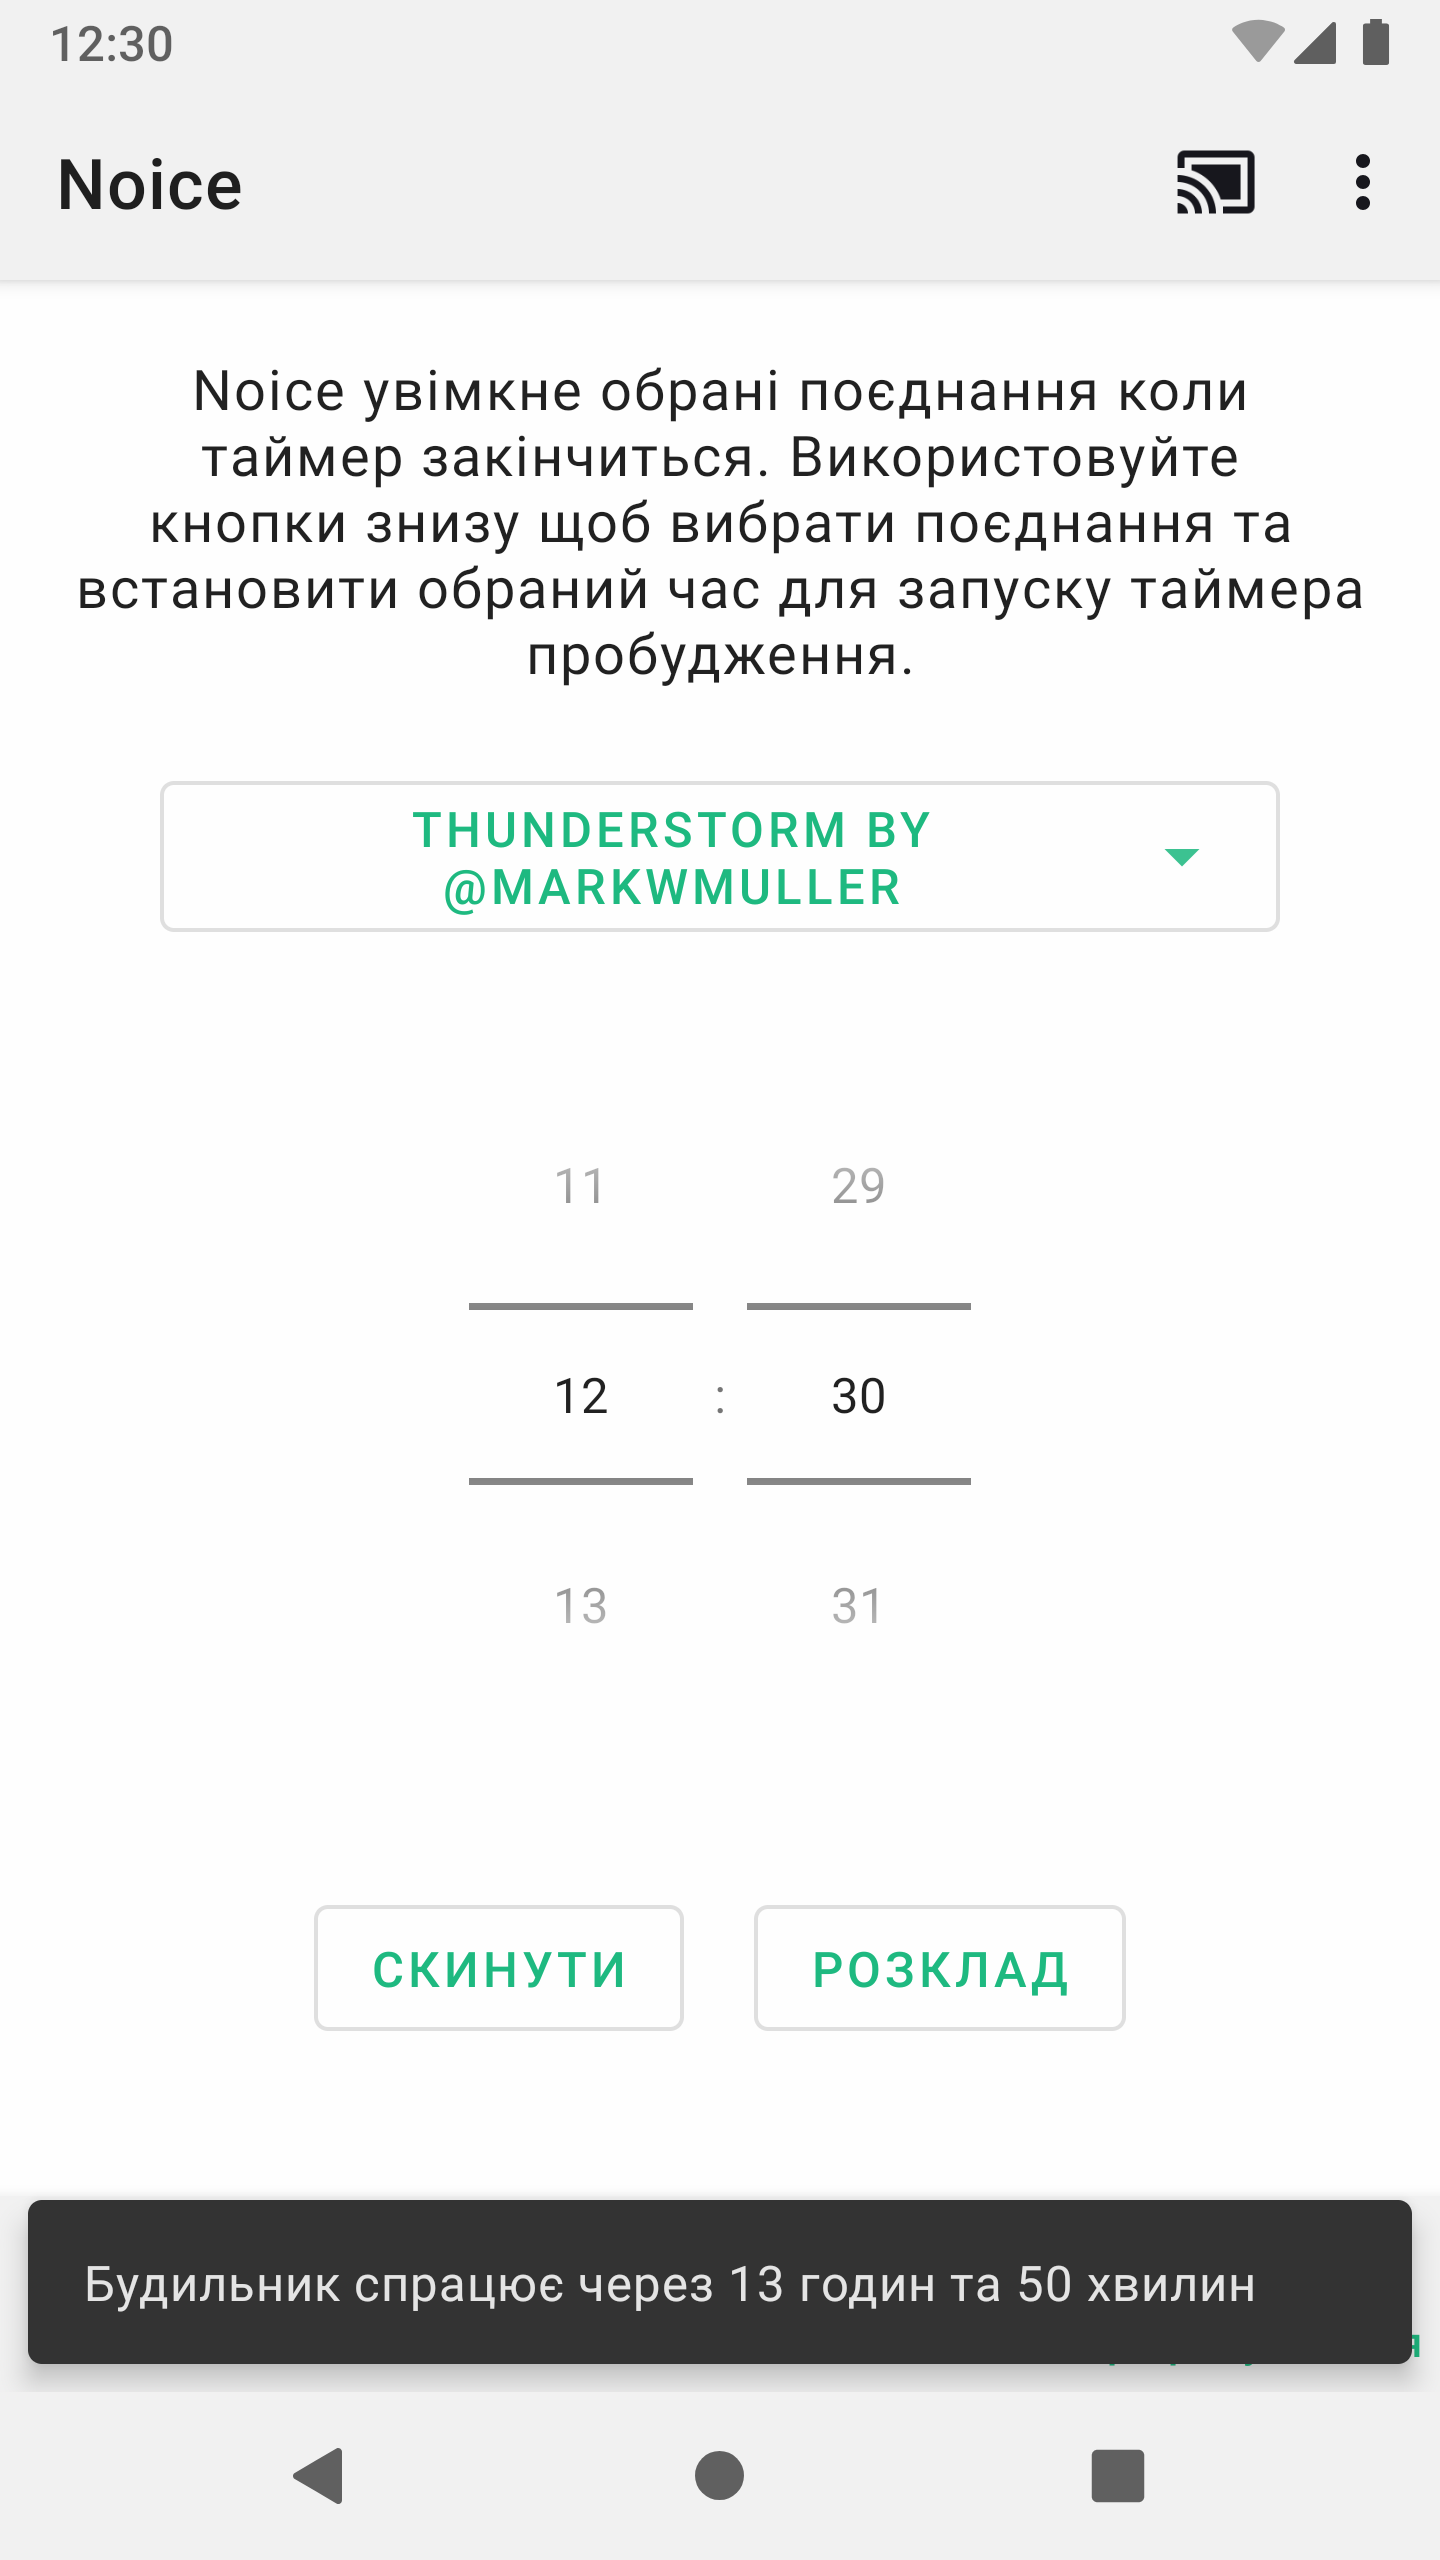 12:30
Noice
Noice увімкне обрані поєднання коли
таймер закінчиться. Використовуйте
кнопки знизу щоб вибрати поєднання та
встановити обраний час для запуску таймера
пробудження.
THUNDERSTORM BY
@MARKWMULLER
11 29
12 : 30
13 31
СКИНУТИ РОЗКЛАД
Будильник спрацює через 13 годин та 50 хвилин